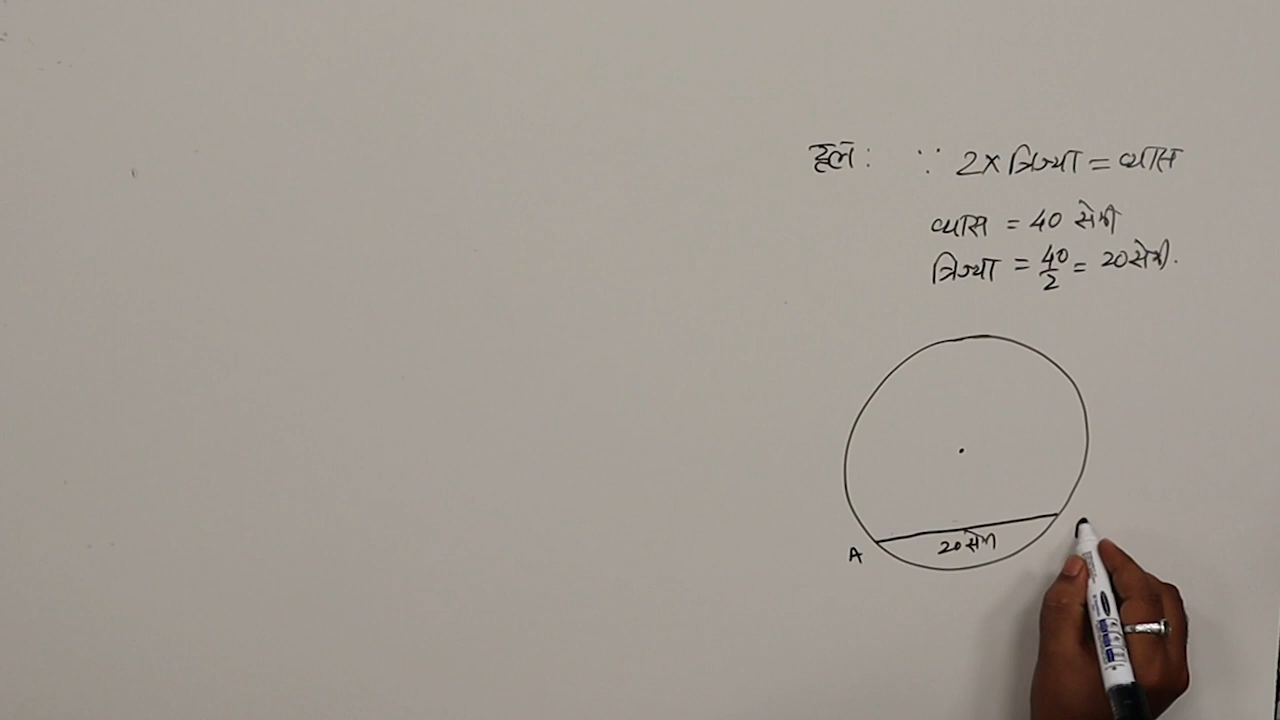 हल : ∵ 2 × त्रिज्या = व्यास
व्यास = 40 सेमी
त्रिज्या = 40/2 = 20 सेमी.
20 सेमी
A